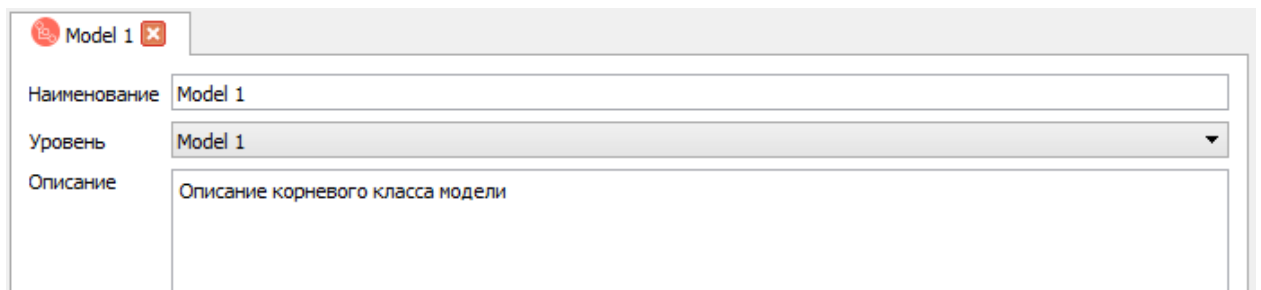 Model 1
Наименование Model 1
Уровень Model 1
Описание Описание корневого класса модели